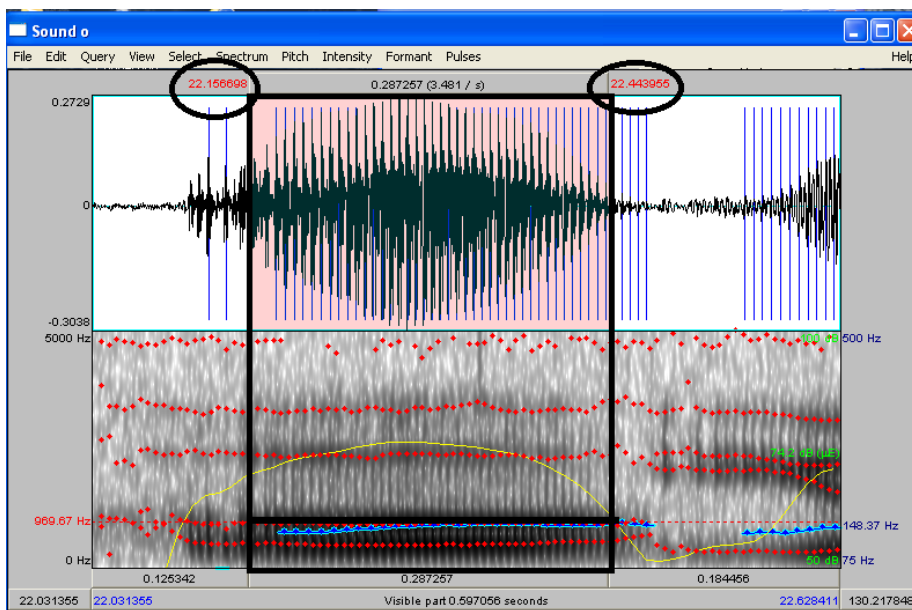 Sound o
File Edit Query View Select Spectrum Pitch Intensity Formant Pulses Help
22.156698 0.287257 (3.481 / s) 22.443955
0.2729
0
-0.3038
5000 Hz 500 Hz
74.2 dB (µE)
969.67 Hz 148.37 Hz
0 Hz 50 dB 75 Hz
0.125342 0.287257 0.184456
22.031355 22.031355 Visible part 0.597056 seconds 22.628411 130.217848